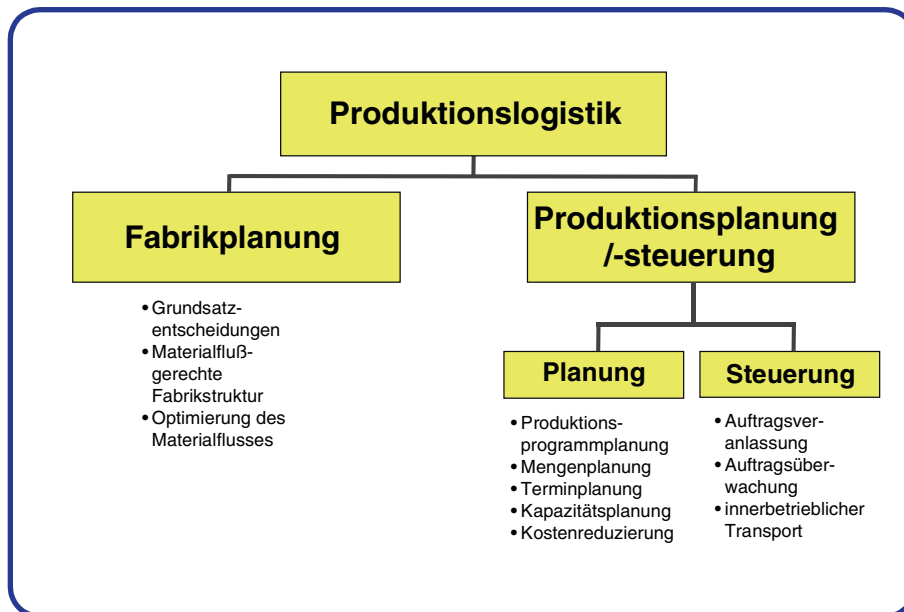 Produktionslogistik
Fabrikplanung
• Grundsatz-
entscheidungen
• Materialfluß-
gerechte
Fabrikstruktur
• Optimierung des
Materialflusses
Produktionsplanung
/-steuerung
Planung
• Produktions-
programmplanung
• Mengenplanung
• Terminplanung
• Kapazitätsplanung
• Kostenreduzierung
Steuerung
• Auftragsver-
anlassung
• Auftragsüber-
wachung
• innerbetrieblicher
Transport